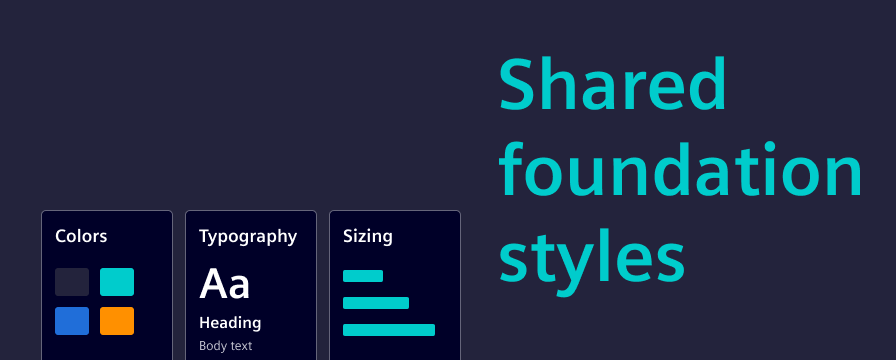 Shared
foundation
styles
Colors
Typography
Aa
Heading
Body text
Sizing